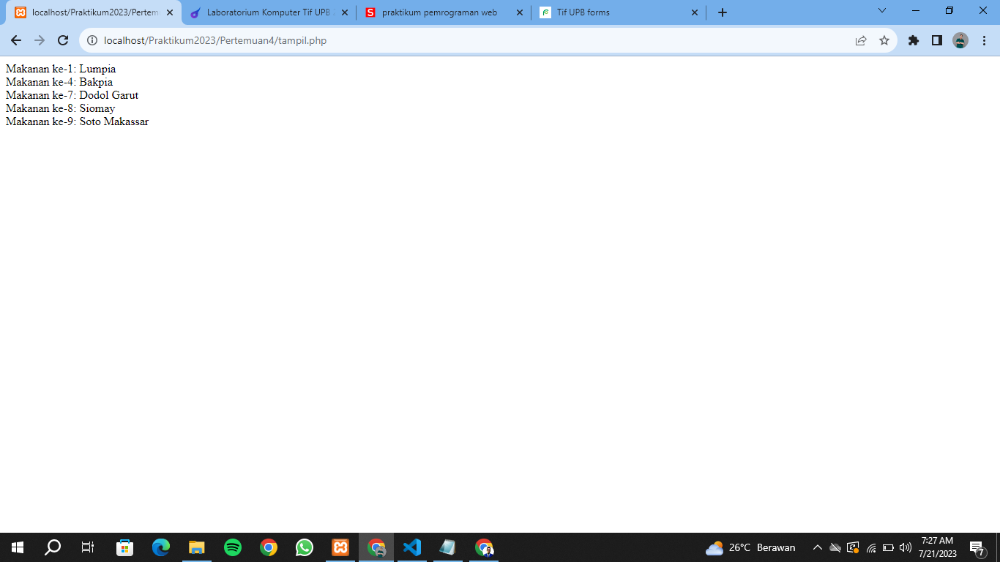 localhost/Praktikum2023/Pertem
Laboratorium Komputer Tif UPB
praktikum pemrograman web
Tif UPB forms
localhost/Praktikum2023/Pertemuan4/tampil.php
Makanan ke-1: Lumpia
Makanan ke-4: Bakpia
Makanan ke-7: Dodol Garut
Makanan ke-8: Siomay
Makanan ke-9: Soto Makassar
26°C Berawan
7:27 AM
7/21/2023
7